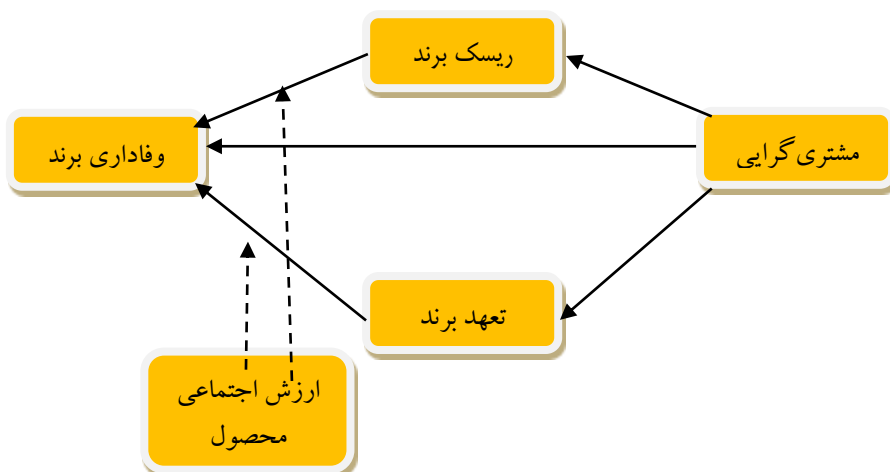 ریسک برند
مشتری‌گرایی
وفاداری برند
تعهد برند
ارزش اجتماعی
محصول